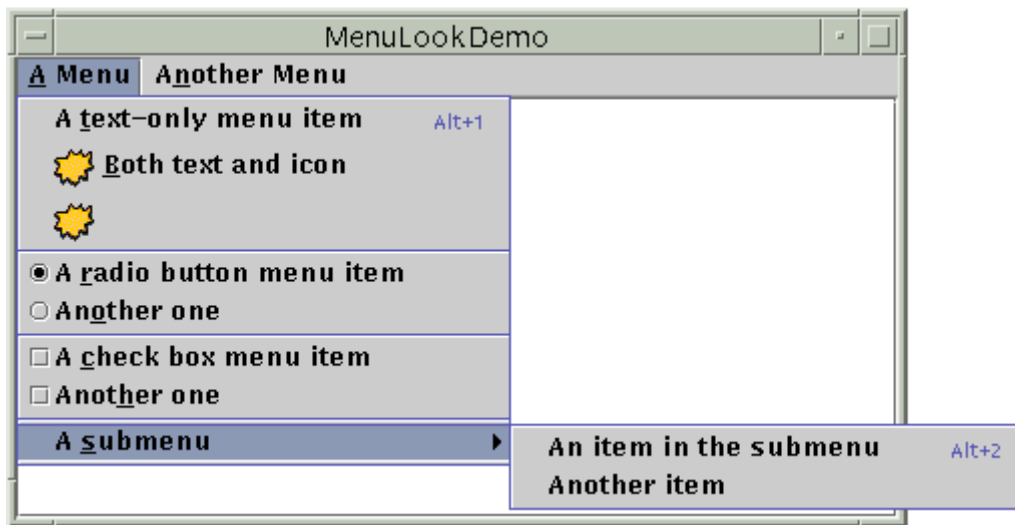 MenuLookDemo
A Menu Another Menu
A text-only menu item Alt+1
Both text and icon
A radio button menu item
Another one
A check box menu item
Another one
A submenu
An item in the submenu Alt+2
Another item